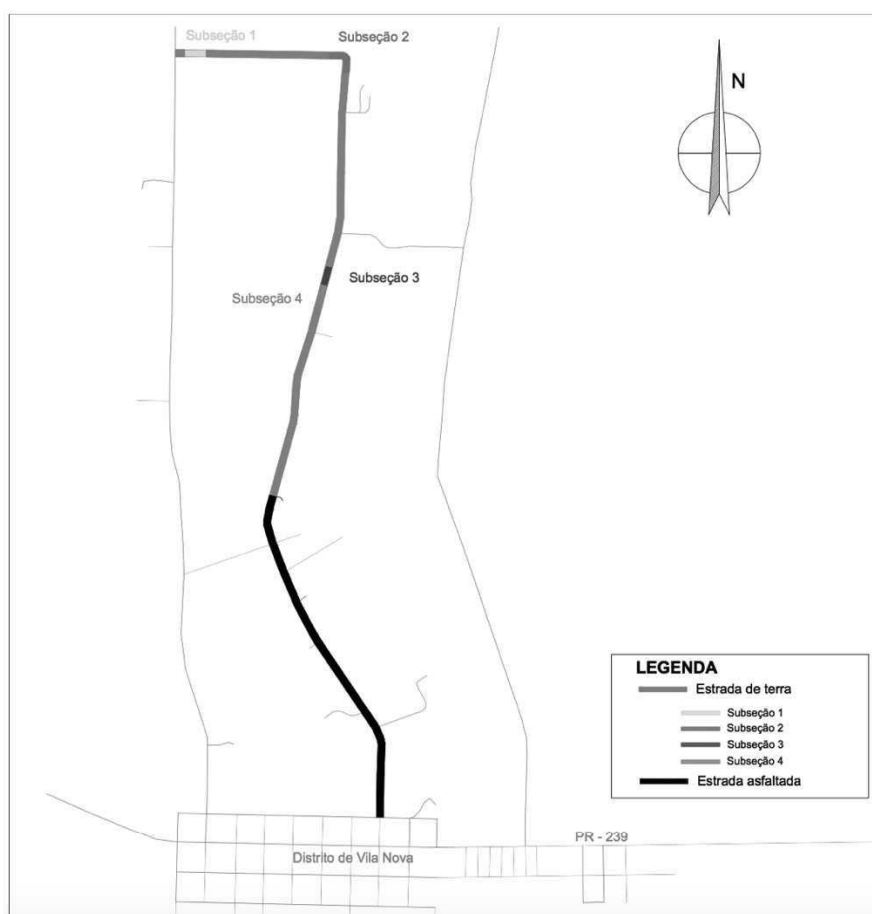 Subseção 1
Subseção 2
N
Subseção 3
Subseção 4
LEGENDA
Estrada de terra
Subseção 1
Subseção 2
Subseção 3
Subseção 4
Estrada asfaltada
PR - 239
Distrito de Vila Nova